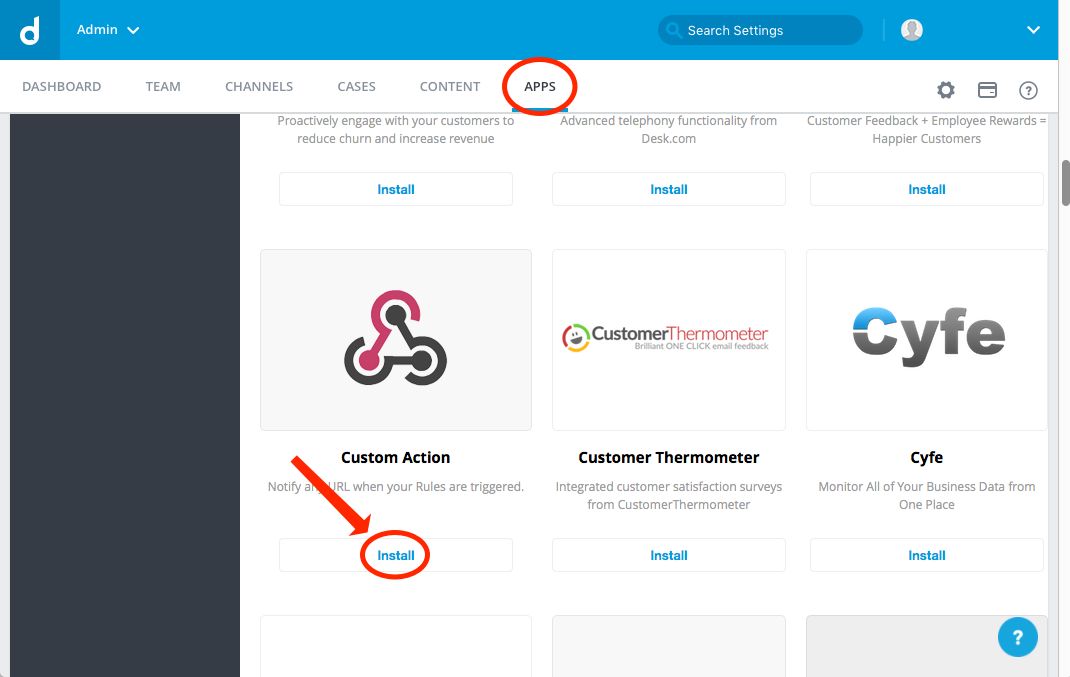 d Admin Search Settings
DASHBOARD TEAM CHANNELS CASES CONTENT APPS ?
Proactively engage with your customers to
reduce churn and increase revenue
Advanced telephony functionality from
Desk.com
Customer Feedback + Employee Rewards =
Happier Customers
Install Install Install
CustomerThermometer
Brilliant ONE CLICK email feedback
Cyfe
Custom Action
Notify any URL when your Rules are triggered.
Install
Customer Thermometer
Integrated customer satisfaction surveys
from CustomerThermometer
Install
Cyfe
Monitor All of Your Business Data from
One Place
Install
?